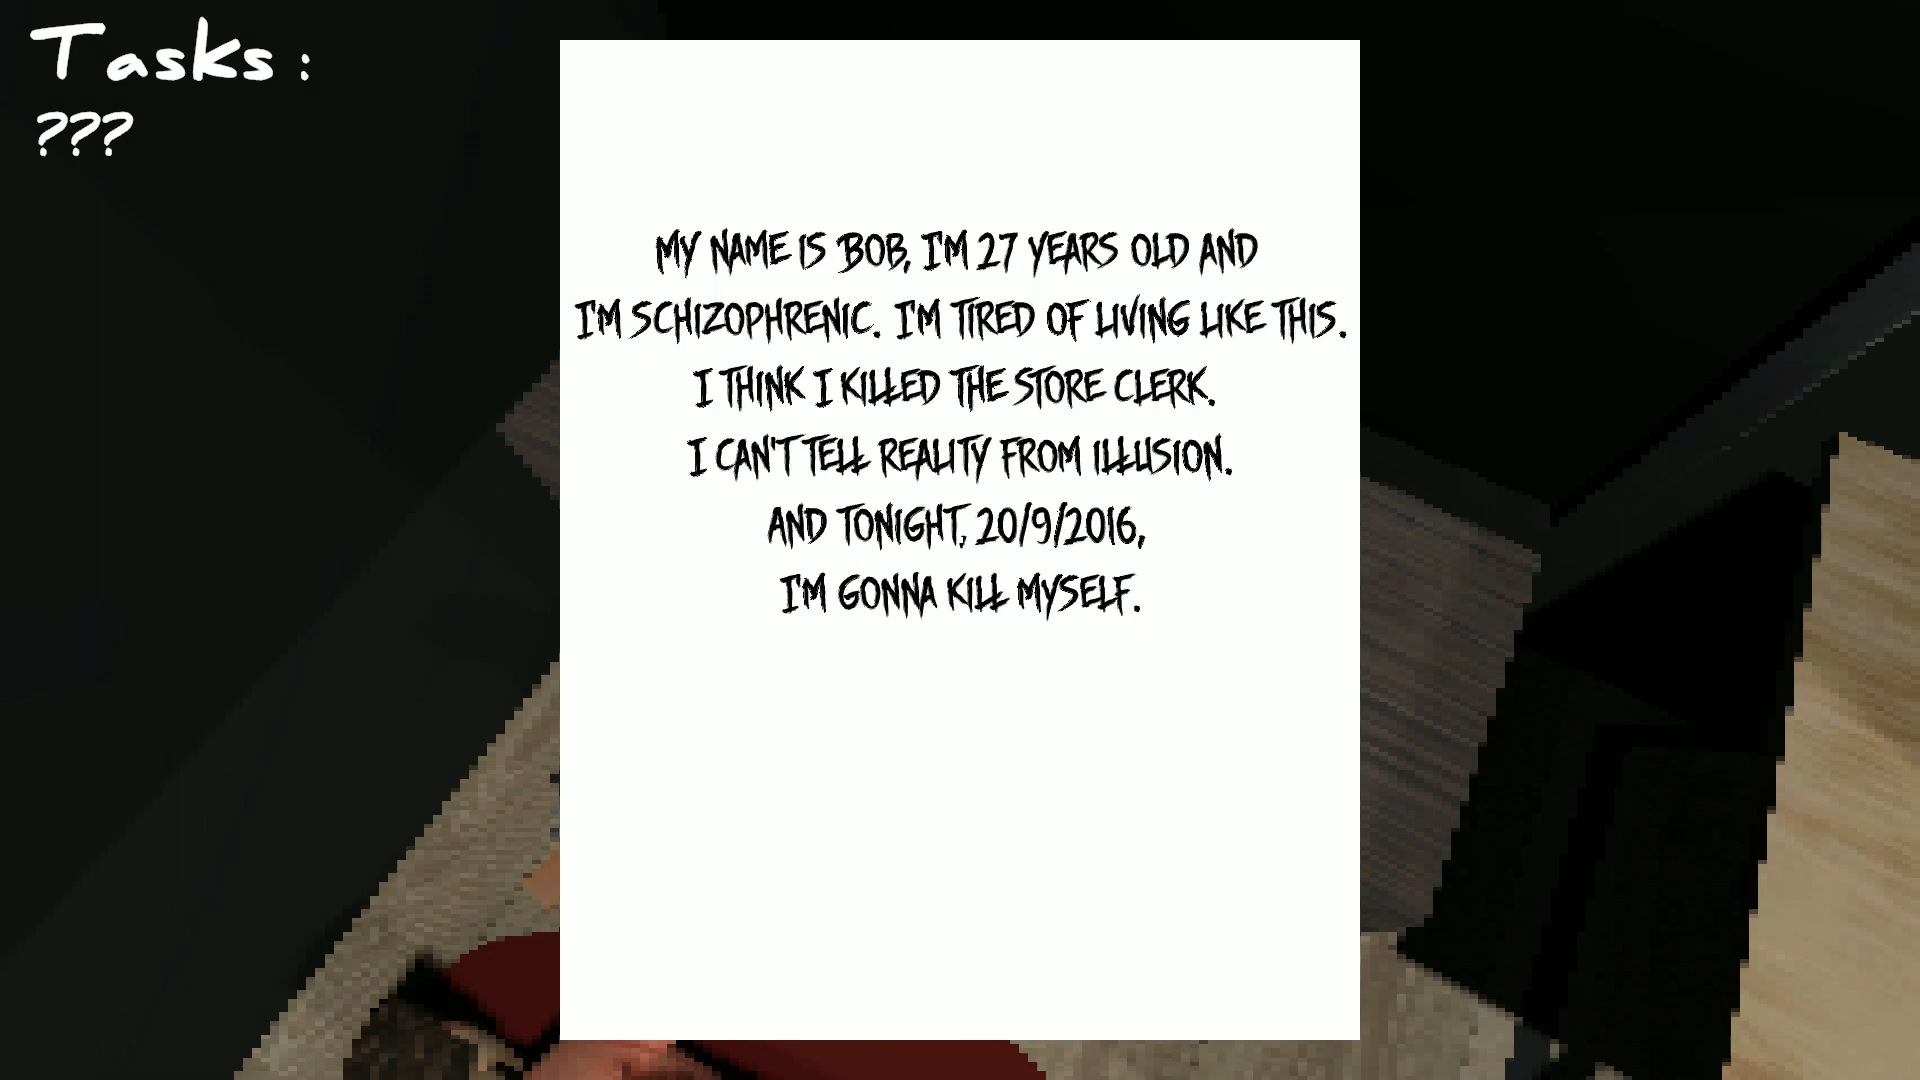 Tasks :
???
MY NAME IS BOB, I'M 27 YEARS OLD AND
I'M SCHIZOPHRENIC. I'M TIRED OF LIVING LIKE THIS.
I THINK I KILLED THE STORE CLERK.
I CAN'T TELL REALITY FROM ILLUSION.
AND TONIGHT, 20/9/2016,
I'M GONNA KILL MYSELF.